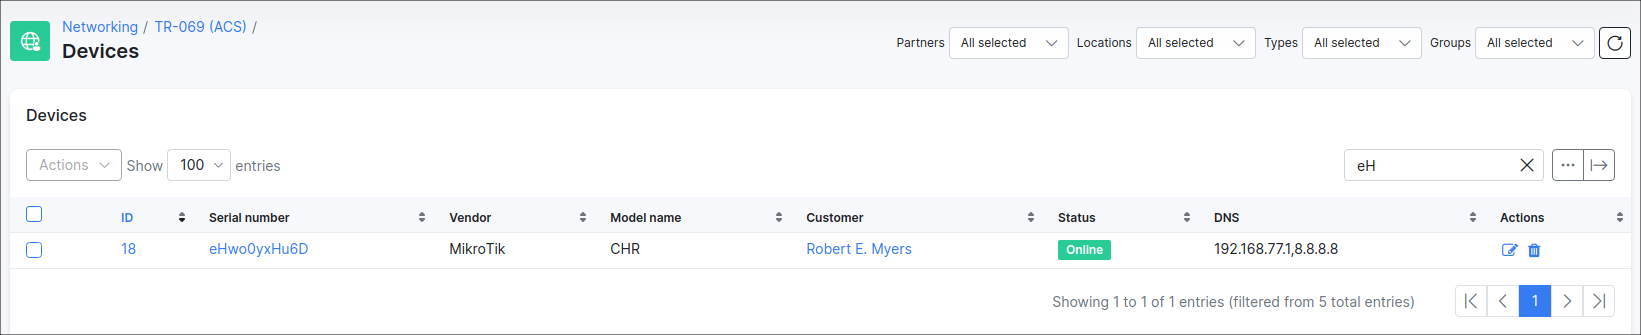 Networking / TR-069 (ACS) /
Devices
Partners All selected Locations All selected Types All selected Groups All selected
Devices
Actions Show 100 entries eH
ID Serial number Vendor Model name Customer Status DNS Actions
18 eHwo0yxHu6D MikroTik CHR Robert E. Myers Online 192.168.77.1,8.8.8.8
Showing 1 to 1 of 1 entries (filtered from 5 total entries) 1